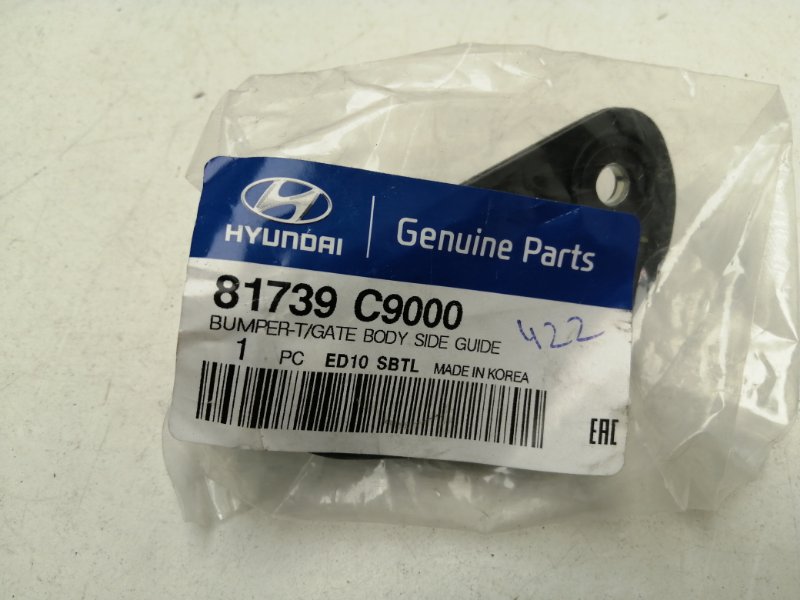 HYUNDAI
Genuine Parts
81739 C9000
BUMPER-T/GATE BODY SIDE GUIDE
422
1 PC ED10 SBTL MADE IN KOREA
EAC